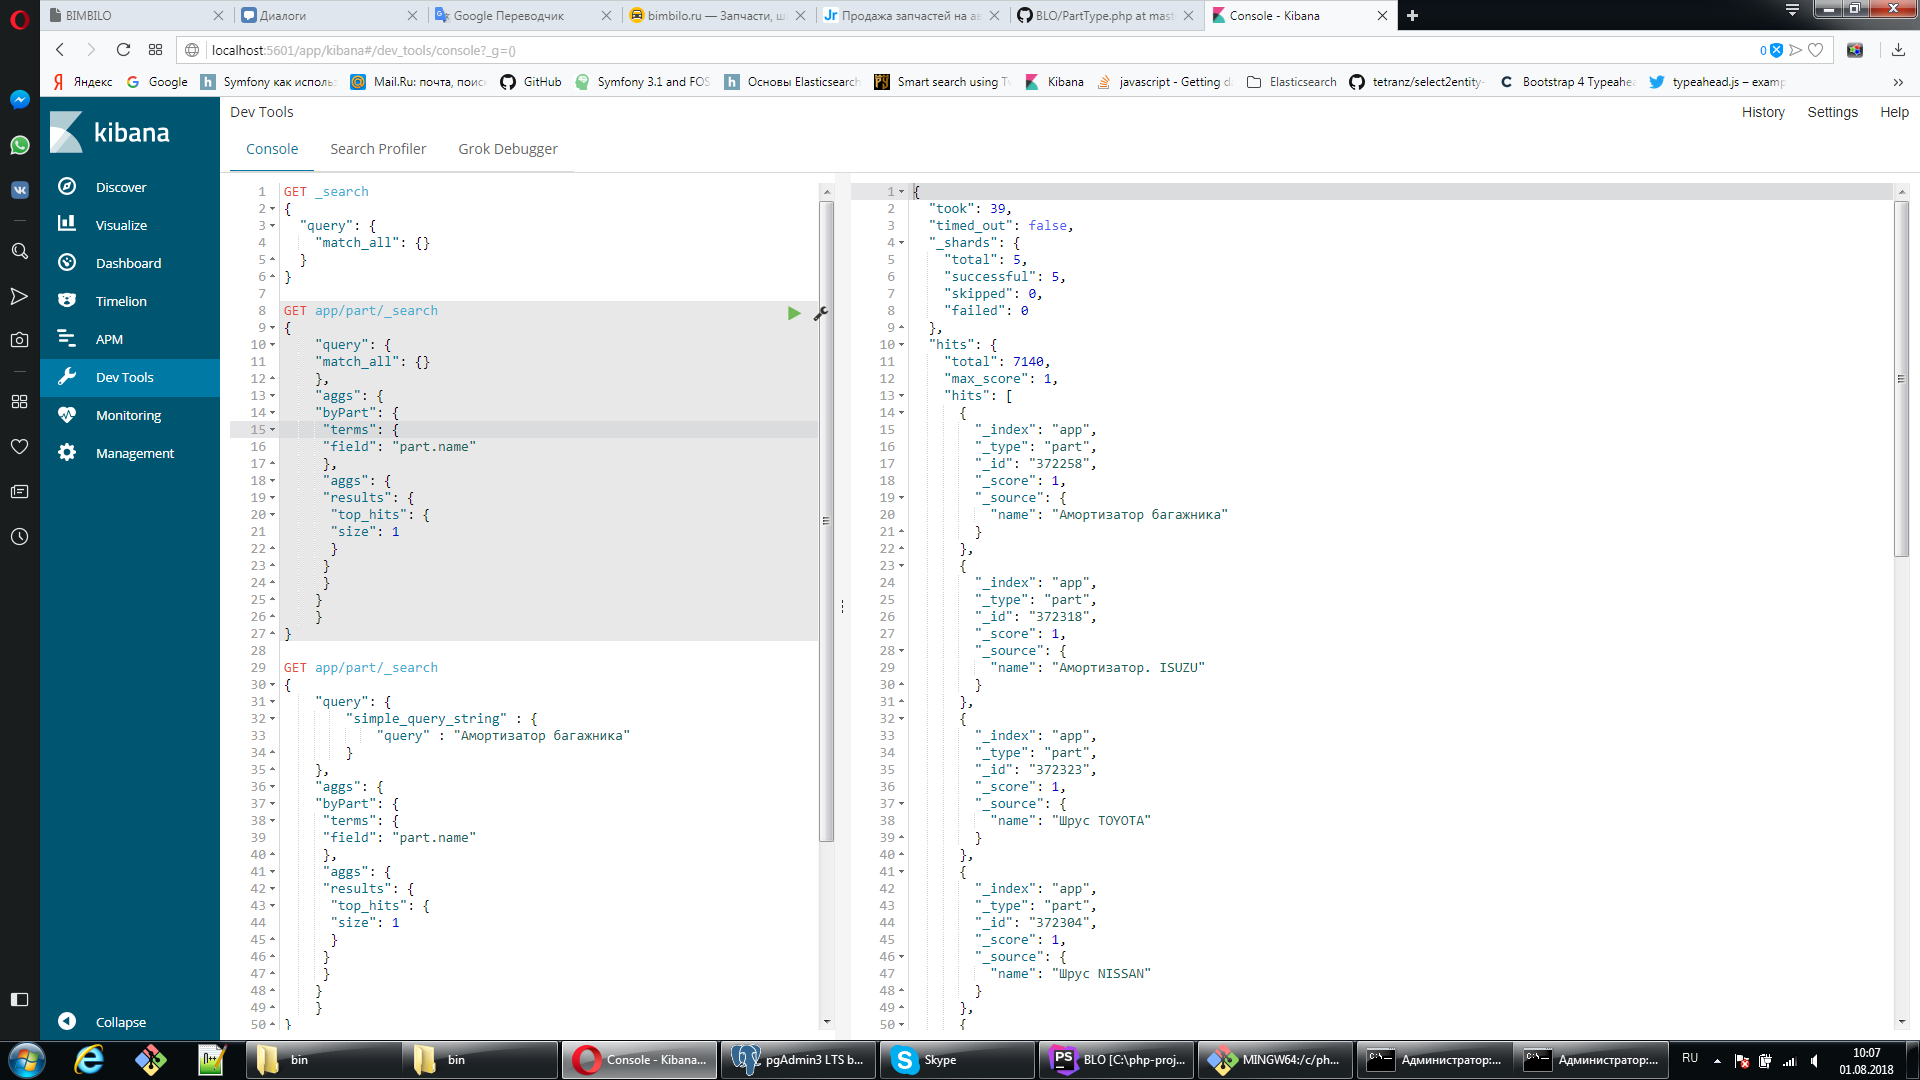 BIMBILO
Диалоги
Google Переводчик
bimbilo.ru — Запчасти, ш
Продажа запчастей на ав
BLO/PartType.php at mast
Console - Kibana
localhost:5601/app/kibana#/dev_tools/console?_g=()
0
Яндекс
Google
Symfony как исполь
Mail.Ru: почта, поиск
GitHub
Symfony 3.1 and FOS
Основы Elasticsearch
Smart search using Tw
Kibana
javascript - Getting d
Elasticsearch
tetranz/select2entity-
Bootstrap 4 Typeahea
typeahead.js – examp
kibana
Discover
Visualize
Dashboard
Timelion
APM
Dev Tools
Monitoring
Management
Collapse
Dev Tools
History
Settings
Help
Console
Search Profiler
Grok Debugger
1 GET _search
2 {
3 "query": {
4 "match_all": {}
5 }
6 }
7
8 GET app/part/_search
9 {
10 "query": {
11 "match_all": {}
12 },
13 "aggs": {
14 "byPart": {
15 "terms": {
16 "field": "part.name"
17 },
18 "aggs": {
19 "results": {
20 "top_hits": {
21 "size": 1
22 }
23 }
24 }
25 }
26 }
27 }
28
29 GET app/part/_search
30 {
31 "query": {
32 "simple_query_string" : {
33 "query" : "Амортизатор багажника"
34 }
35 },
36 "aggs": {
37 "byPart": {
38 "terms": {
39 "field": "part.name"
40 },
41 "aggs": {
42 "results": {
43 "top_hits": {
44 "size": 1
45 }
46 }
47 }
48 }
49 }
50 }
1 {
2 "took": 39,
3 "timed_out": false,
4 "_shards": {
5 "total": 5,
6 "successful": 5,
7 "skipped": 0,
8 "failed": 0
9 },
10 "hits": {
11 "total": 7140,
12 "max_score": 1,
13 "hits": [
14 {
15 "_index": "app",
16 "_type": "part",
17 "_id": "372258",
18 "_score": 1,
19 "_source": {
20 "name": "Амортизатор багажника"
21 }
22 },
23 {
24 "_index": "app",
25 "_type": "part",
26 "_id": "372318",
27 "_score": 1,
28 "_source": {
29 "name": "Амортизатор. ISUZU"
30 }
31 },
32 {
33 "_index": "app",
34 "_type": "part",
35 "_id": "372323",
36 "_score": 1,
37 "_source": {
38 "name": "Шрус TOYOTA"
39 }
40 },
41 {
42 "_index": "app",
43 "_type": "part",
44 "_id": "372304",
45 "_score": 1,
46 "_source": {
47 "name": "Шрус NISSAN"
48 }
49 },
50 {
bin
bin
Console - Kibana...
pgAdmin3 LTS b...
Skype
BLO [C:\php-proj...
MINGW64:/c/ph...
Администратор:...
Администратор:...
RU
10:07
01.08.2018